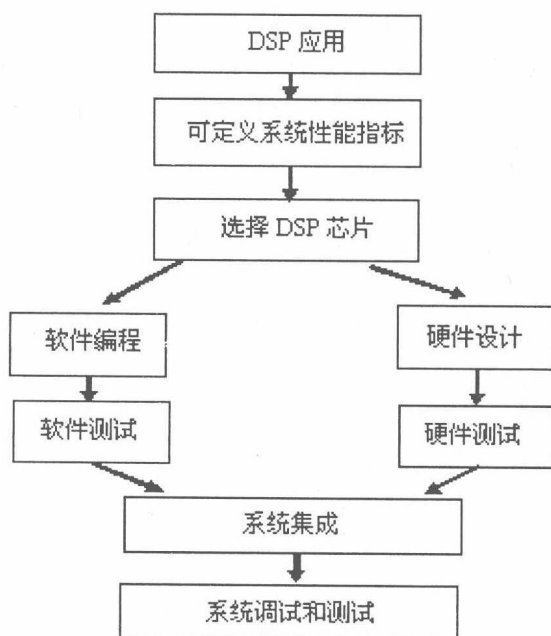 DSP 应用
可定义系统性能指标
选择 DSP 芯片
软件编程
硬件设计
软件测试
硬件测试
系统集成
系统调试和测试